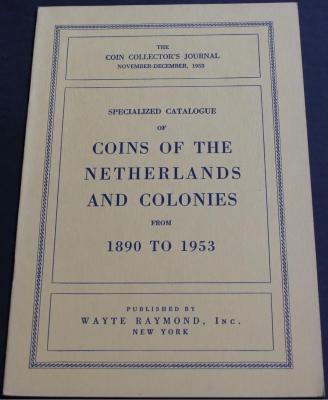 THE
COIN COLLECTOR'S JOURNAL
NOVEMBER-DECEMBER, 1953
SPECIALIZED CATALOGUE
OF
COINS OF THE
NETHERLANDS
AND COLONIES
FROM
1890 TO 1953
PUBLISHED BY
WAYTE RAYMOND, INC.
NEW YORK